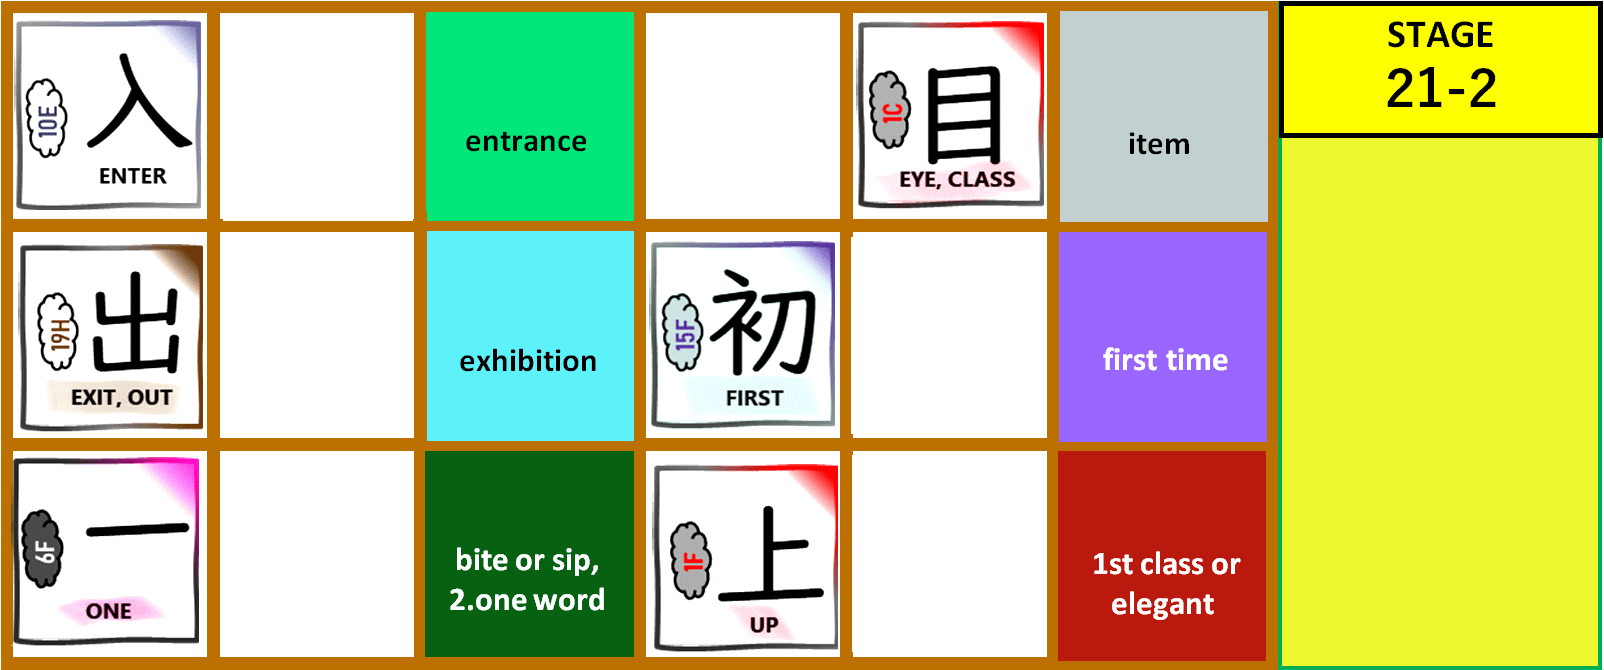 10E
入
ENTER
entrance
1C
目
EYE, CLASS
item
STAGE
21-2
19H
出
EXIT, OUT
exhibition
15F
初
FIRST
first time
6F
一
ONE
bite or sip,
2.one word
1F
上
UP
1st class or
elegant